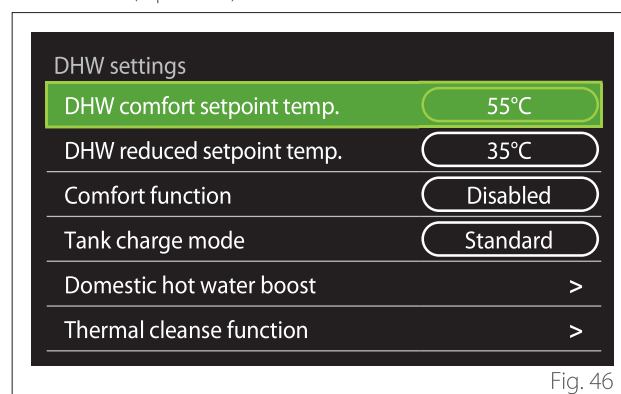 DHW settings
DHW comfort setpoint temp. 55°C
DHW reduced setpoint temp. 35°C
Comfort function Disabled
Tank charge mode Standard
Domestic hot water boost >
Thermal cleanse function >
Fig. 46